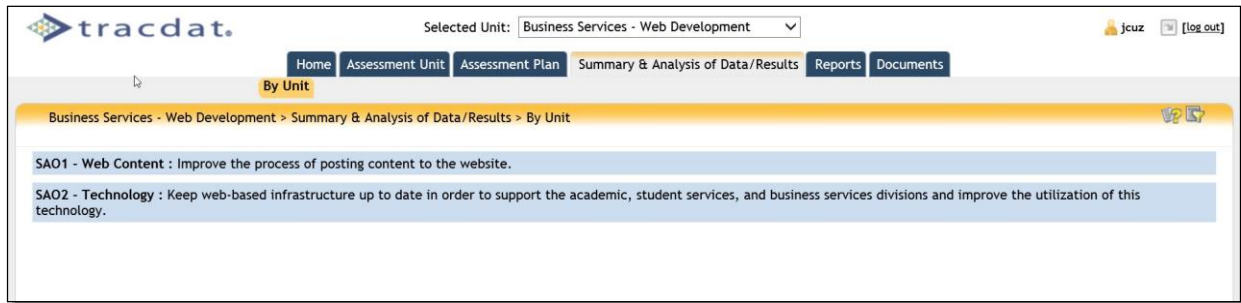 tracdat.
Selected Unit: Business Services - Web Development
jcuz [log out]
Home Assessment Unit Assessment Plan Summary & Analysis of Data/Results Reports Documents
By Unit
Business Services - Web Development > Summary & Analysis of Data/Results > By Unit
SAO1 - Web Content : Improve the process of posting content to the website.
SAO2 - Technology : Keep web-based infrastructure up to date in order to support the academic, student services, and business services divisions and improve the utilization of this
technology.